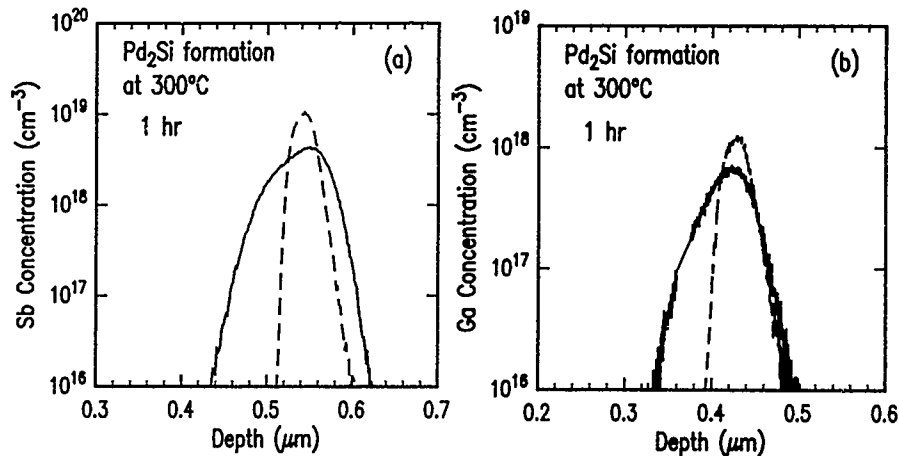 10²⁰
10¹⁹
10¹⁸
10¹⁷
10¹⁶
Sb Concentration (cm⁻³)
Pd₂Si formation
at 300°C
1 hr
(a)
0.3 0.4 0.5 0.6 0.7
Depth (μm)
10¹⁹
10¹⁸
10¹⁷
10¹⁶
Ga Concentration (cm⁻³)
Pd₂Si formation
at 300°C
1 hr
(b)
0.2 0.3 0.4 0.5 0.6
Depth (μm)